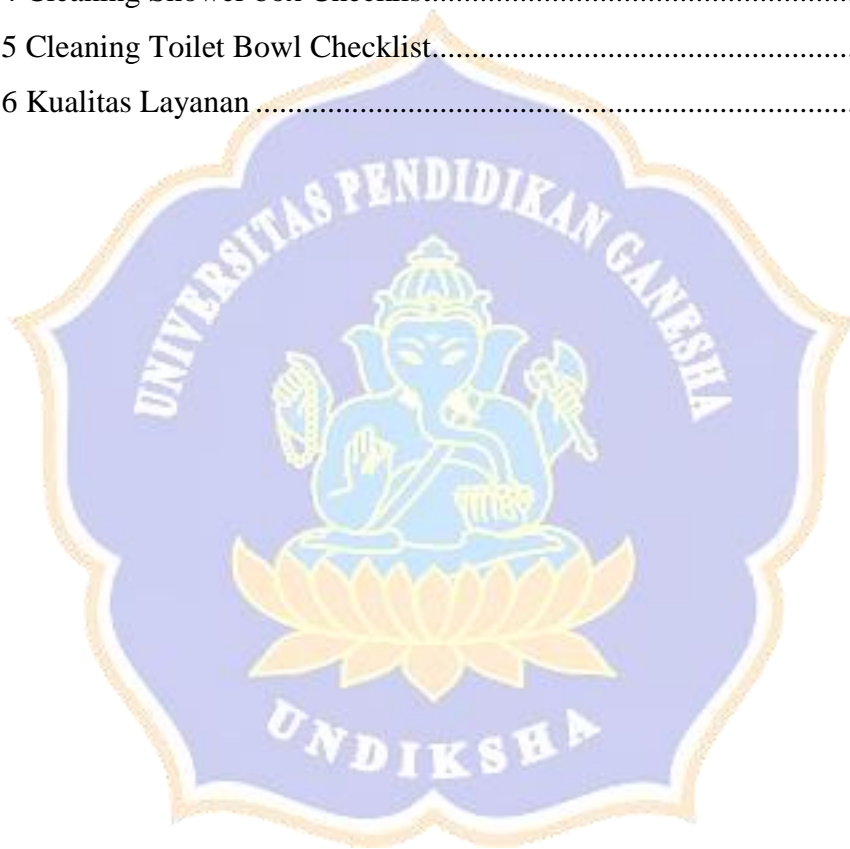 5 Cleaning Toilet Bowl Checklist..........................................................
6 Kualitas Layanan ...............................................................................
UNIVERSITAS PENDIDIKAN GANESHA
UNDIKSHA